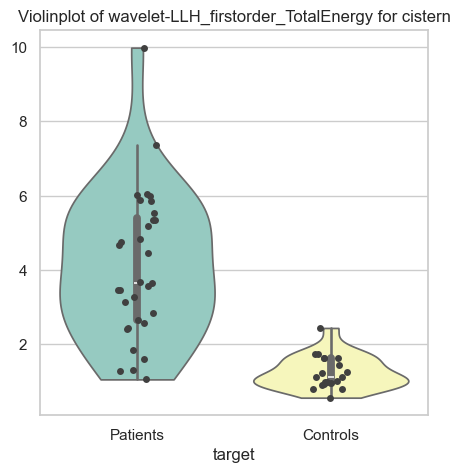 Violinplot of wavelet-LLH_firstorder_TotalEnergy for cistern
10
8
6
4
2
Patients
Controls
target